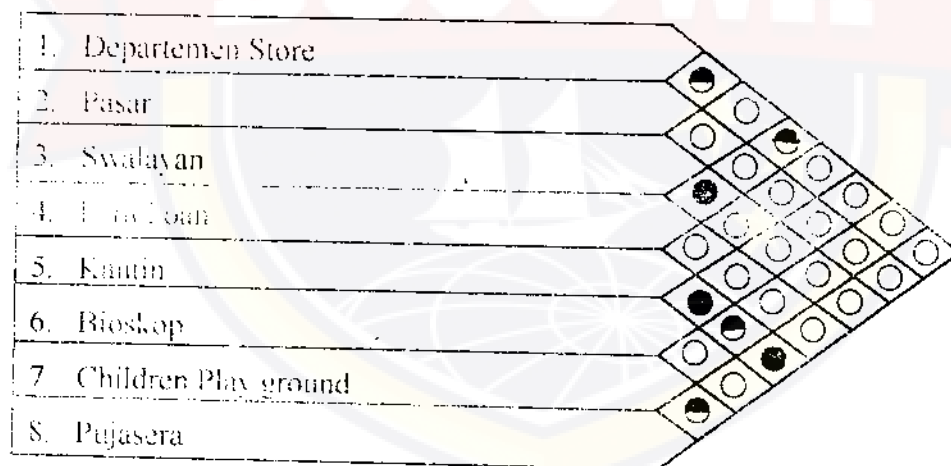 1. Departemen Store
2. Pasar
3. Swalayan
4.
5. Kantin
6. Bioskop
7 Children Play ground
8. Pujasera